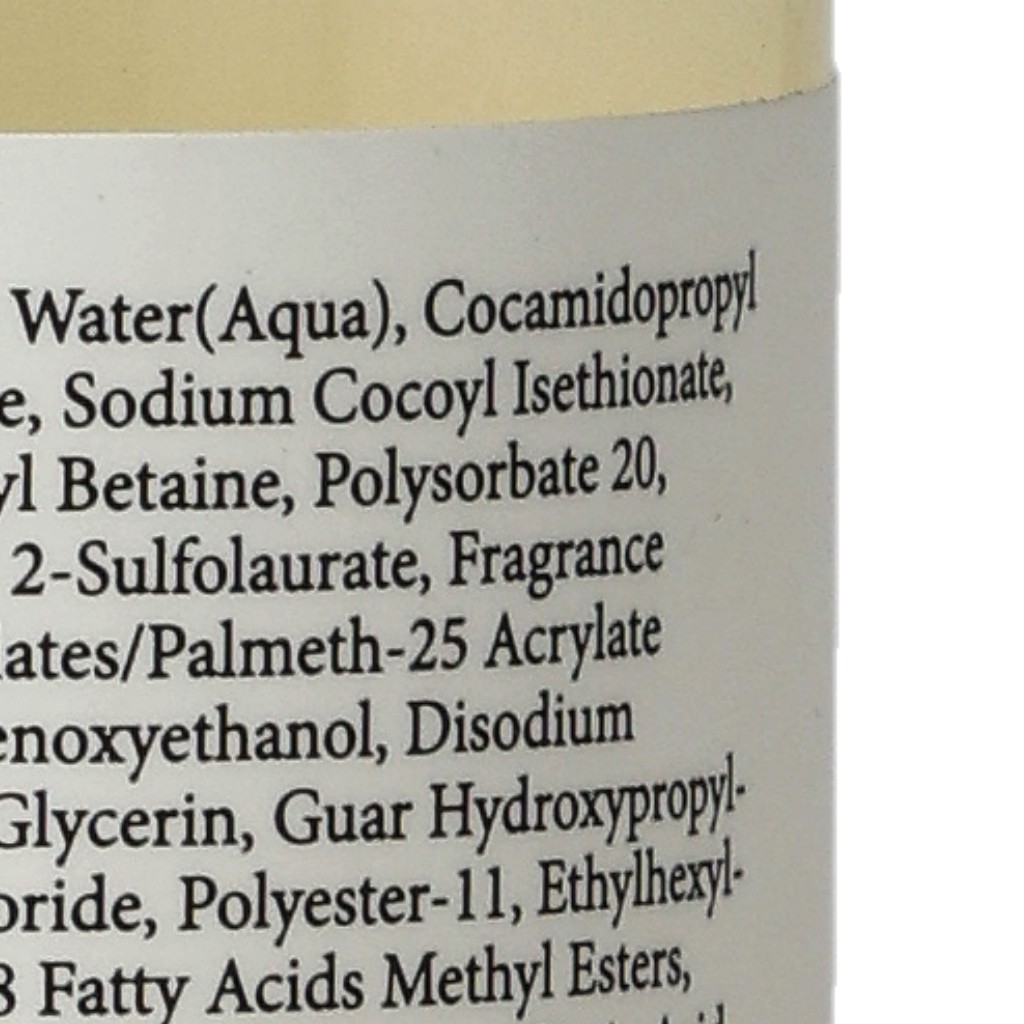 Water(Aqua), Cocamidopropyl
e, Sodium Cocoyl Isethionate,
yl Betaine, Polysorbate 20,
2-Sulfolaurate, Fragrance
lates/Palmeth-25 Acrylate
enoxyethanol, Disodium
Glycerin, Guar Hydroxypropyl-
oride, Polyester-11, Ethylhexyl-
8 Fatty Acids Methyl Esters,